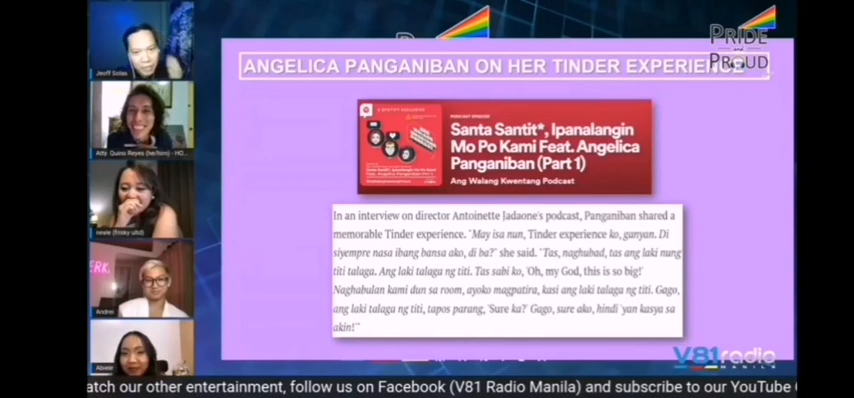 PRIDE
and
PROUD
ANGELICA PANGANIBAN ON HER TINDER EXPERIENCE
Jeoff Solas
Atty. Quino Reyes (he/him) - HO...
neale (frisky ultd)
Andrei
PODCAST EPISODE
Santa Santit*, Ipanalangin
Mo Po Kami Feat. Angelica
Panganiban (Part 1)
Ang Walang Kwentang Podcast
In an interview on director Antoinette Jadaone's podcast, Panganiban shared a
memorable Tinder experience. "May isa nun, Tinder experience ko, ganyan. Di
siyempre nasa ibang bansa ako, di ba?" she said. "Tas, naghubad, tas ang laki nung
titi talaga. Ang laki talaga ng titi. Tas sabi ko, 'Oh, my God, this is so big!'
Naghabulan kami dun sa room, ayoko magpatira, kasi ang laki talaga ng titi. Gago,
ang laki talaga ng titi, tapos parang, 'Sure ka?' Gago, sure ako, hindi 'yan kasya sa
akin!'"
V81radio
MANILA
atch our other entertainment, follow us on Facebook (V81 Radio Manila) and subscribe to our YouTube